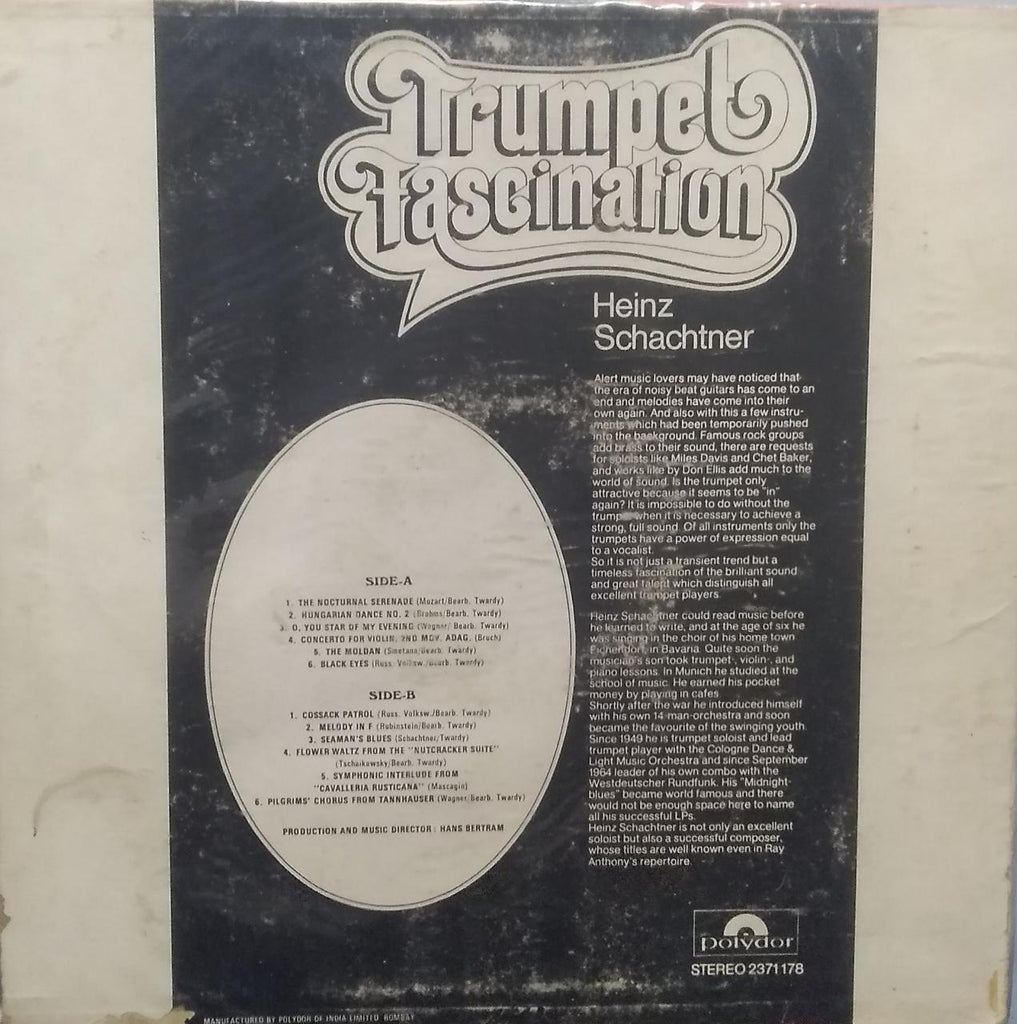 Trumpet
Fascination
Heinz
Schachtner
Alert music lovers may have noticed that
the era of noisy beat guitars has come to an
end and melodies have come into their
own again. And also with this a few instru-
ments which had been temporarily pushed
into the background. Famous rock groups
add brass to their sound, there are requests
for soloists like Miles Davis and Chet Baker,
and works like by Don Ellis add much to the
world of sound. Is the trumpet only
attractive because it seems to be "in"
again? It is impossible to do without the
trumpet when it is necessary to achieve a
strong, full sound. Of all instruments only the
trumpets have a power of expression equal
to a vocalist.
So it is not just a transient trend but a
timeless fascination of the brilliant sound
and great talent which distinguish all
excellent trumpet players.
Heinz Schachtner could read music before
he learned to write, and at the age of six he
was singing in the choir of his home town
in Bavaria. Quite soon the
musician's son took trumpet-, violin-, and
piano lessons. In Munich he studied at the
school of music. He earned his pocket
money by playing in cafes
Shortly after the war he introduced himself
with his own 14-man-orchestra and soon
became the favourite of the swinging youth.
Since 1949 he is trumpet soloist and lead
trumpet player with the Cologne Dance &
Light Music Orchestra and since September
1964 leader of his own combo with the
Westdeutscher Rundfunk. His "Midnight-
blues" became world famous and there
would not be enough space here to name
all his successful LPs.
Heinz Schachtner is not only an excellent
soloist but also a successful composer,
whose titles are well known even in Ray
Anthony's repertoire.
SIDE-A
1. THE NOCTURNAL SERENADE (Mozart/Bearb. Twardy)
2. HUNGARIAN DANCE NO. 2 (Brahms/Bearb. Twardy)
3. O, YOU STAR OF MY EVENING (Wagner/ Bearb. Twardy)
4. CONCERTO FOR VIOLIN, 2ND MOV. ADAG. (Bruch)
5. THE MOLDAN (Smetana/Bearb. Twardy)
6. BLACK EYES (Russ. Volksw./Bearb. Twardy)
SIDE-B
1. COSSACK PATROL (Russ. Volksw./Bearb. Twardy)
2. MELODY IN F (Rubinstein/Bearb. Twardy)
3. SEAMAN'S BLUES (Schachtner/Twardy)
4. FLOWER WALTZ FROM THE "NUTCRACKER SUITE"
(Tschaikowsky/Bearb. Twardy)
5. SYMPHONIC INTERLUDE FROM
"CAVALLERIA RUSTICANA" (Mascagni)
6. PILGRIMS' CHORUS FROM TANNHAUSER (Wagner/Bearb. Twardy)
PRODUCTION AND MUSIC DIRECTOR : HANS BERTRAM
polydor
STEREO 2371178
MANUFACTURED BY POLYDOR OF INDIA LIMITED BOMBAY